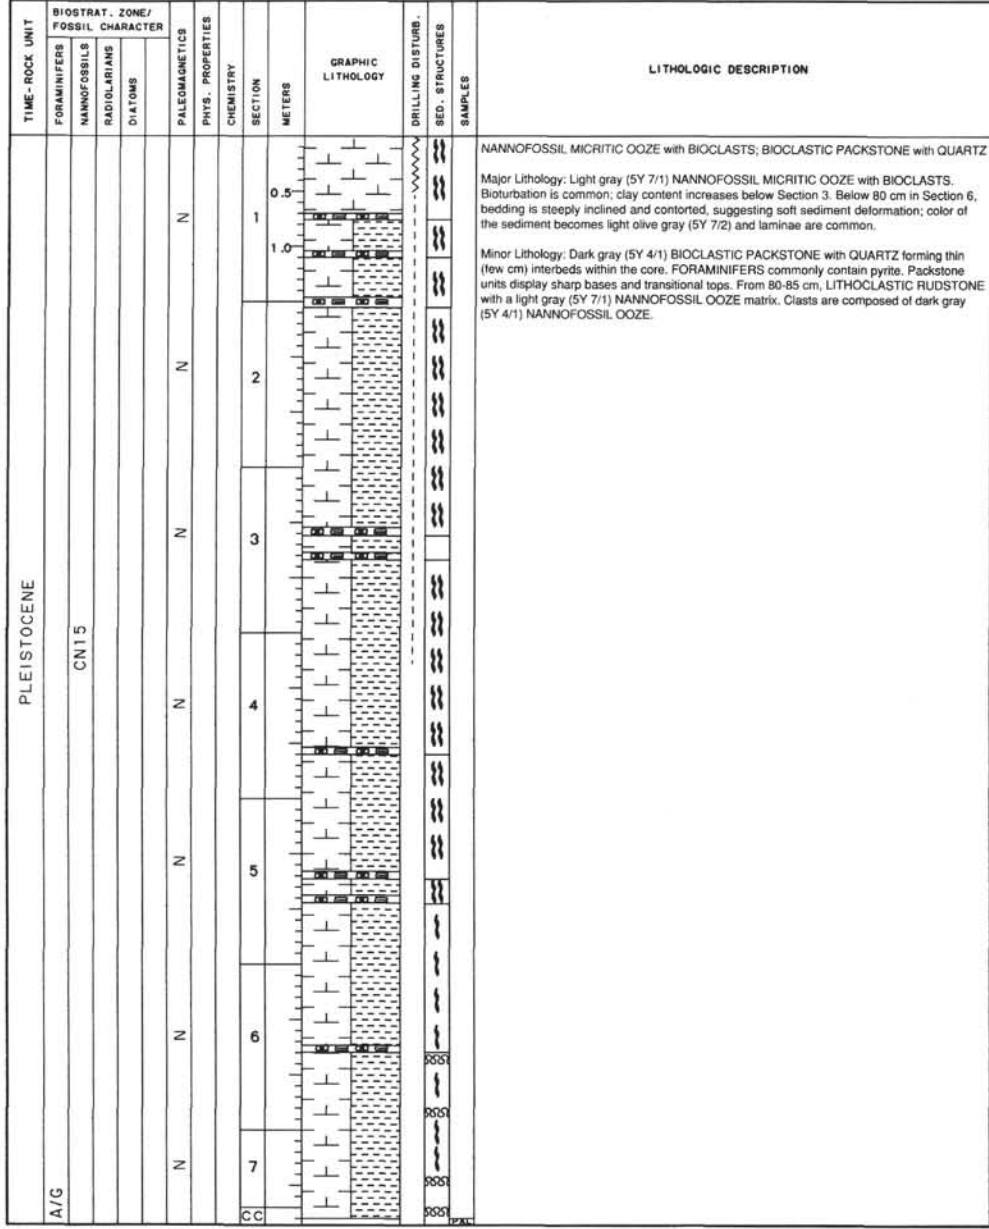 TIME-ROCK UNIT
BIOSTRAT. ZONE/
FOSSIL CHARACTER
FORAMINIFERS
NANNOFOSSILS
RADIOLARIANS
DIATOMS
PALEOMAGNETICS
PHYS. PROPERTIES
CHEMISTRY
SECTION
METERS
GRAPHIC
LITHOLOGY
DRILLING DISTURB.
SED. STRUCTURES
SAMPLES
LITHOLOGIC DESCRIPTION
NANNOFOSSIL MICRITIC OOZE with BIOCLASTS; BIOCLASTIC PACKSTONE with QUARTZ
Major Lithology: Light gray (5Y 7/1) NANNOFOSSIL MICRITIC OOZE with BIOCLASTS.
Bioturbation is common; clay content increases below Section 3. Below 80 cm in Section 6,
bedding is steeply inclined and contorted, suggesting soft sediment deformation; color of
the sediment becomes light olive gray (5Y 7/2) and laminae are common.
Minor Lithology: Dark gray (5Y 4/1) BIOCLASTIC PACKSTONE with QUARTZ forming thin
(few cm) interbeds within the core. FORAMINIFERS commonly contain pyrite. Packstone
units display sharp bases and transitional tops. From 80-85 cm, LITHOCLASTIC RUDSTONE
with a light gray (5Y 7/1) NANNOFOSSIL OOZE matrix. Clasts are composed of dark gray
(5Y 4/1) NANNOFOSSIL OOZE.
PLEISTOCENE
A/G
CN15
N
N
N
N
N
N
N
1
2
3
4
5
6
7
CC
0.5
1.0
PAL